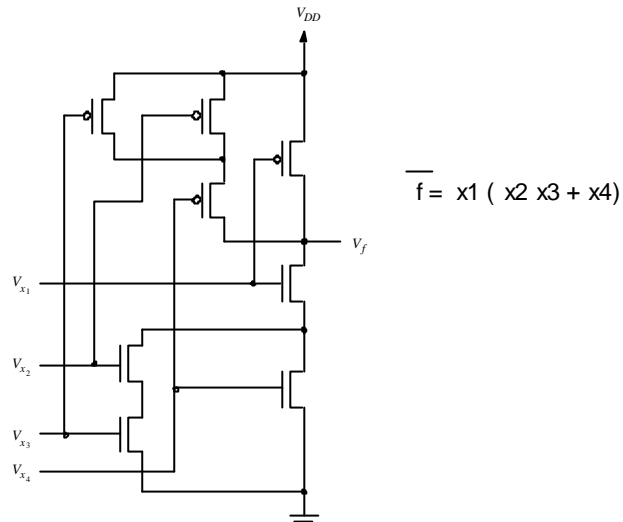 V_DD
f = x1 ( x2 x3 + x4)
V_f
V_x1
V_x2
V_x3
V_x4